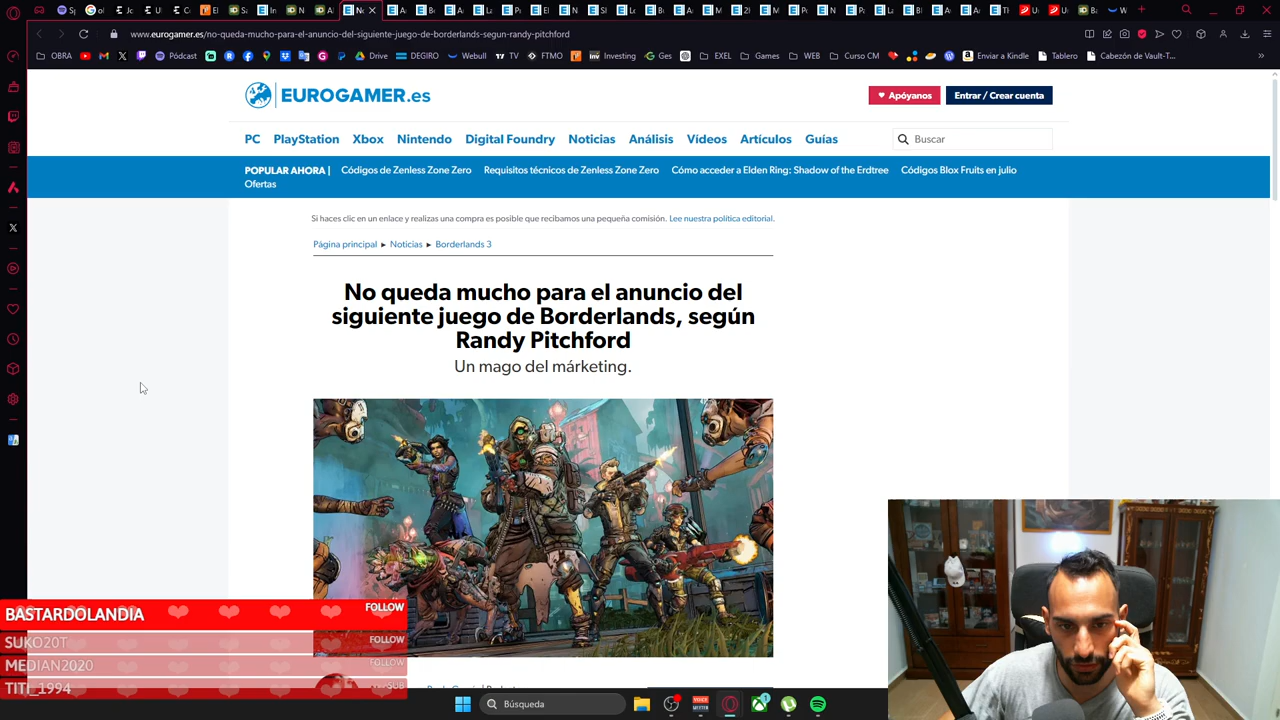 www.eurogamer.es/no-queda-mucho-para-el-anuncio-del-siguiente-juego-de-borderlands-segun-randy-pitchford
OBRA Pódcast Drive DEGIRO Webull TV FTMO Investing Ges EXEL Games WEB Curso CM Enviar a Kindle Tablero Cabezón de Vault-T...
EUROGAMER.es
Apóyanos
Entrar / Crear cuenta
PC PlayStation Xbox Nintendo Digital Foundry Noticias Análisis Vídeos Artículos Guías
Buscar
POPULAR AHORA | Códigos de Zenless Zone Zero Requisitos técnicos de Zenless Zone Zero Cómo acceder a Elden Ring: Shadow of the Erdtree Códigos Blox Fruits en julio
Ofertas
Si haces clic en un enlace y realizas una compra es posible que recibamos una pequeña comisión. Lee nuestra política editorial.
Página principal ► Noticias ► Borderlands 3
No queda mucho para el anuncio del
siguiente juego de Borderlands, según
Randy Pitchford
Un mago del márketing.
BASTARDOLANDIA FOLLOW
SUKO20T FOLLOW
MEDIAN2020 FOLLOW
TITI_1994 SUB
Búsqueda